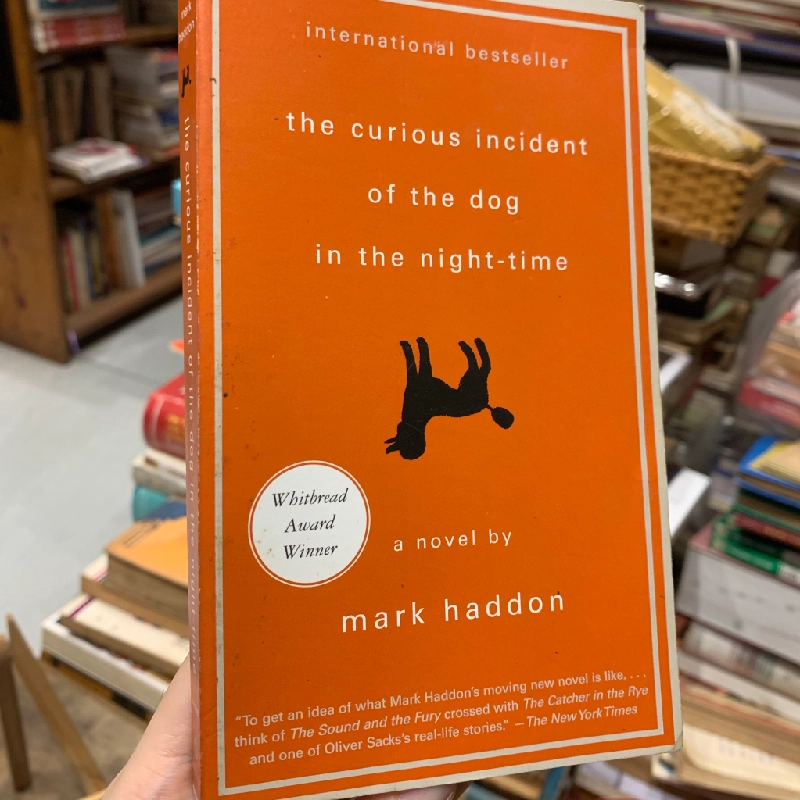 international bestseller
the curious incident
of the dog
in the night-time
Whitbread
Award
Winner
a novel by
mark haddon
"To get an idea of what Mark Haddon's moving new novel is like. . . .
think of The Sound and the Fury crossed with The Catcher in the Rye
and one of Oliver Sacks's real-life stories." —The New York Times
mark
haddon
the curious incident of the dog in the night-time